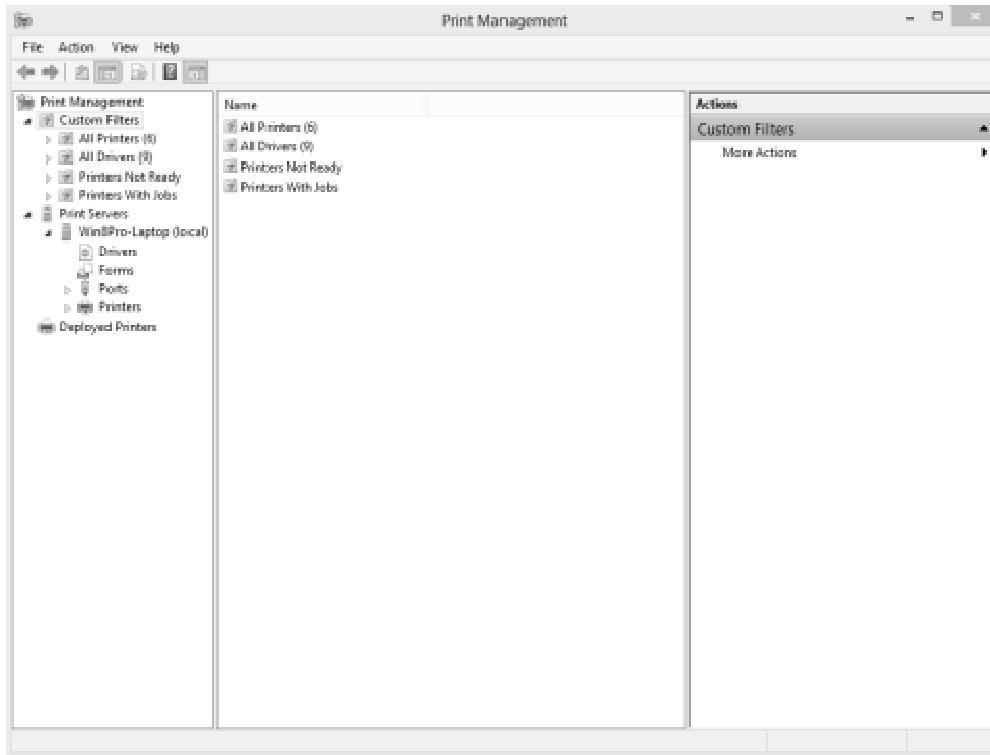 Print Management
File Action View Help
Print Management
Custom Filters
All Printers (6)
All Drivers (9)
Printers Not Ready
Printers With Jobs
Print Servers
Win8Pro-Laptop (local)
Drivers
Forms
Ports
Printers
Deployed Printers
Name
All Printers (6)
All Drivers (9)
Printers Not Ready
Printers With Jobs
Actions
Custom Filters
More Actions